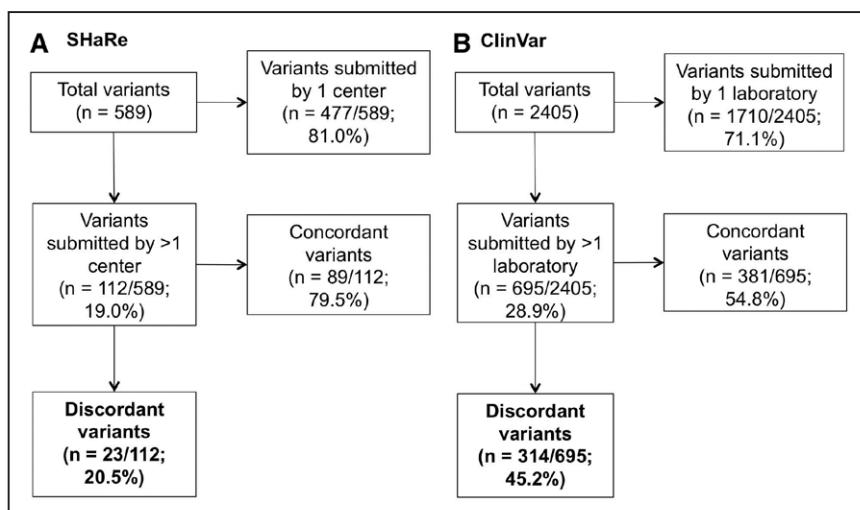 A SHaRe
Total variants
(n = 589)
Variants submitted
by 1 center
(n = 477/589;
81.0%)
Variants
submitted by >1
center
(n = 112/589;
19.0%)
Concordant
variants
(n = 89/112;
79.5%)
Discordant
variants
(n = 23/112;
20.5%)
B ClinVar
Total variants
(n = 2405)
Variants submitted
by 1 laboratory
(n = 1710/2405;
71.1%)
Variants
submitted by >1
laboratory
(n = 695/2405;
28.9%)
Concordant
variants
(n = 381/695;
54.8%)
Discordant
variants
(n = 314/695;
45.2%)